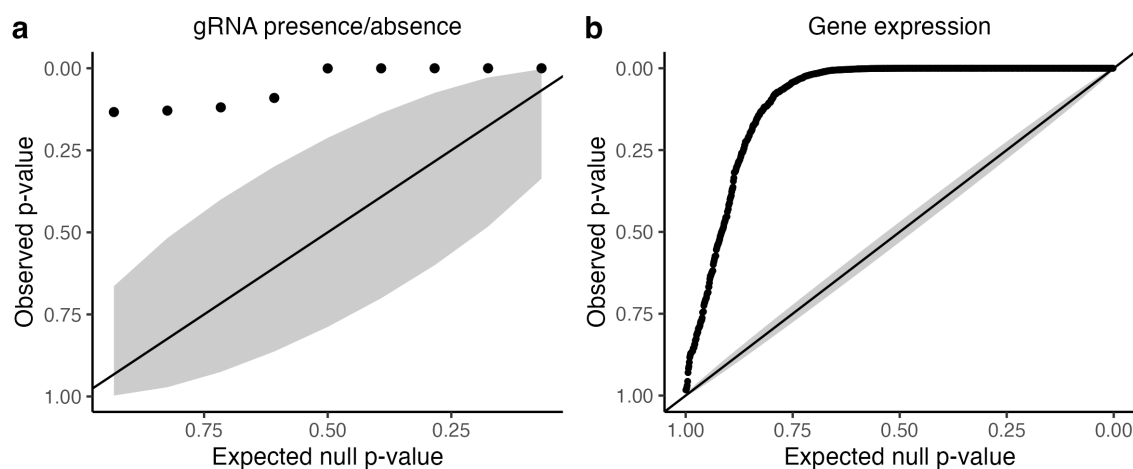 a
gRNA presence/absence
0.00
0.25
0.50
0.75
1.00
Observed p-value
0.75 0.50 0.25
Expected null p-value
b
Gene expression
0.00
0.25
0.50
0.75
1.00
Observed p-value
1.00 0.75 0.50 0.25 0.00
Expected null p-value